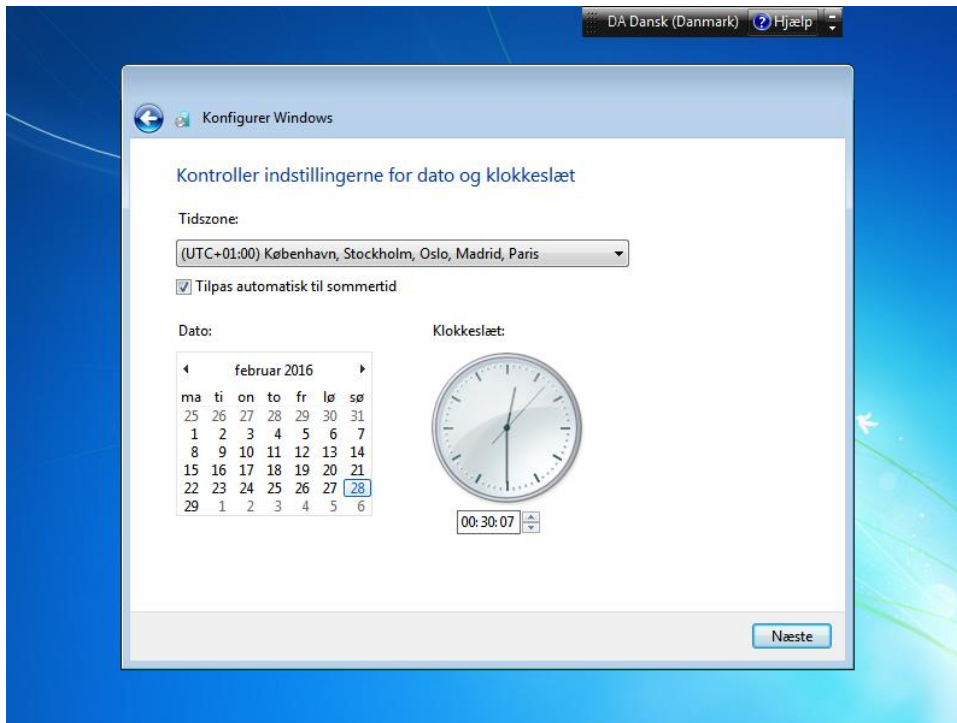 DA Dansk (Danmark) ? Hjælp
Konfigurer Windows
Kontroller indstillingerne for dato og klokkeslæt
Tidszone:
(UTC+01:00) København, Stockholm, Oslo, Madrid, Paris
Tilpas automatisk til sommertid
Dato:
februar 2016
ma ti on to fr lø sø
25 26 27 28 29 30 31
1 2 3 4 5 6 7
8 9 10 11 12 13 14
15 16 17 18 19 20 21
22 23 24 25 26 27 28
29 1 2 3 4 5 6
Klokkeslæt:
00:30:07
Næste